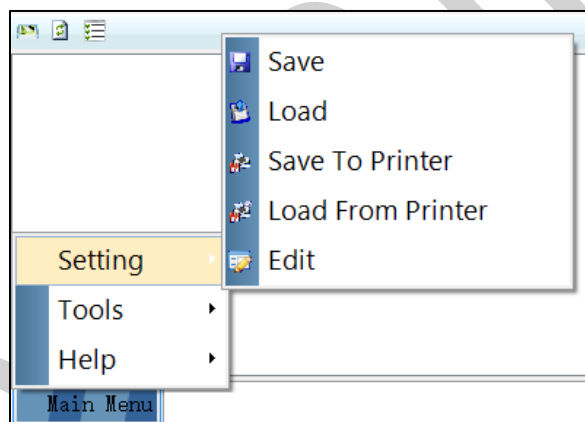 Save
Load
Save To Printer
Load From Printer
Edit
Setting
Tools
Help
Main Menu